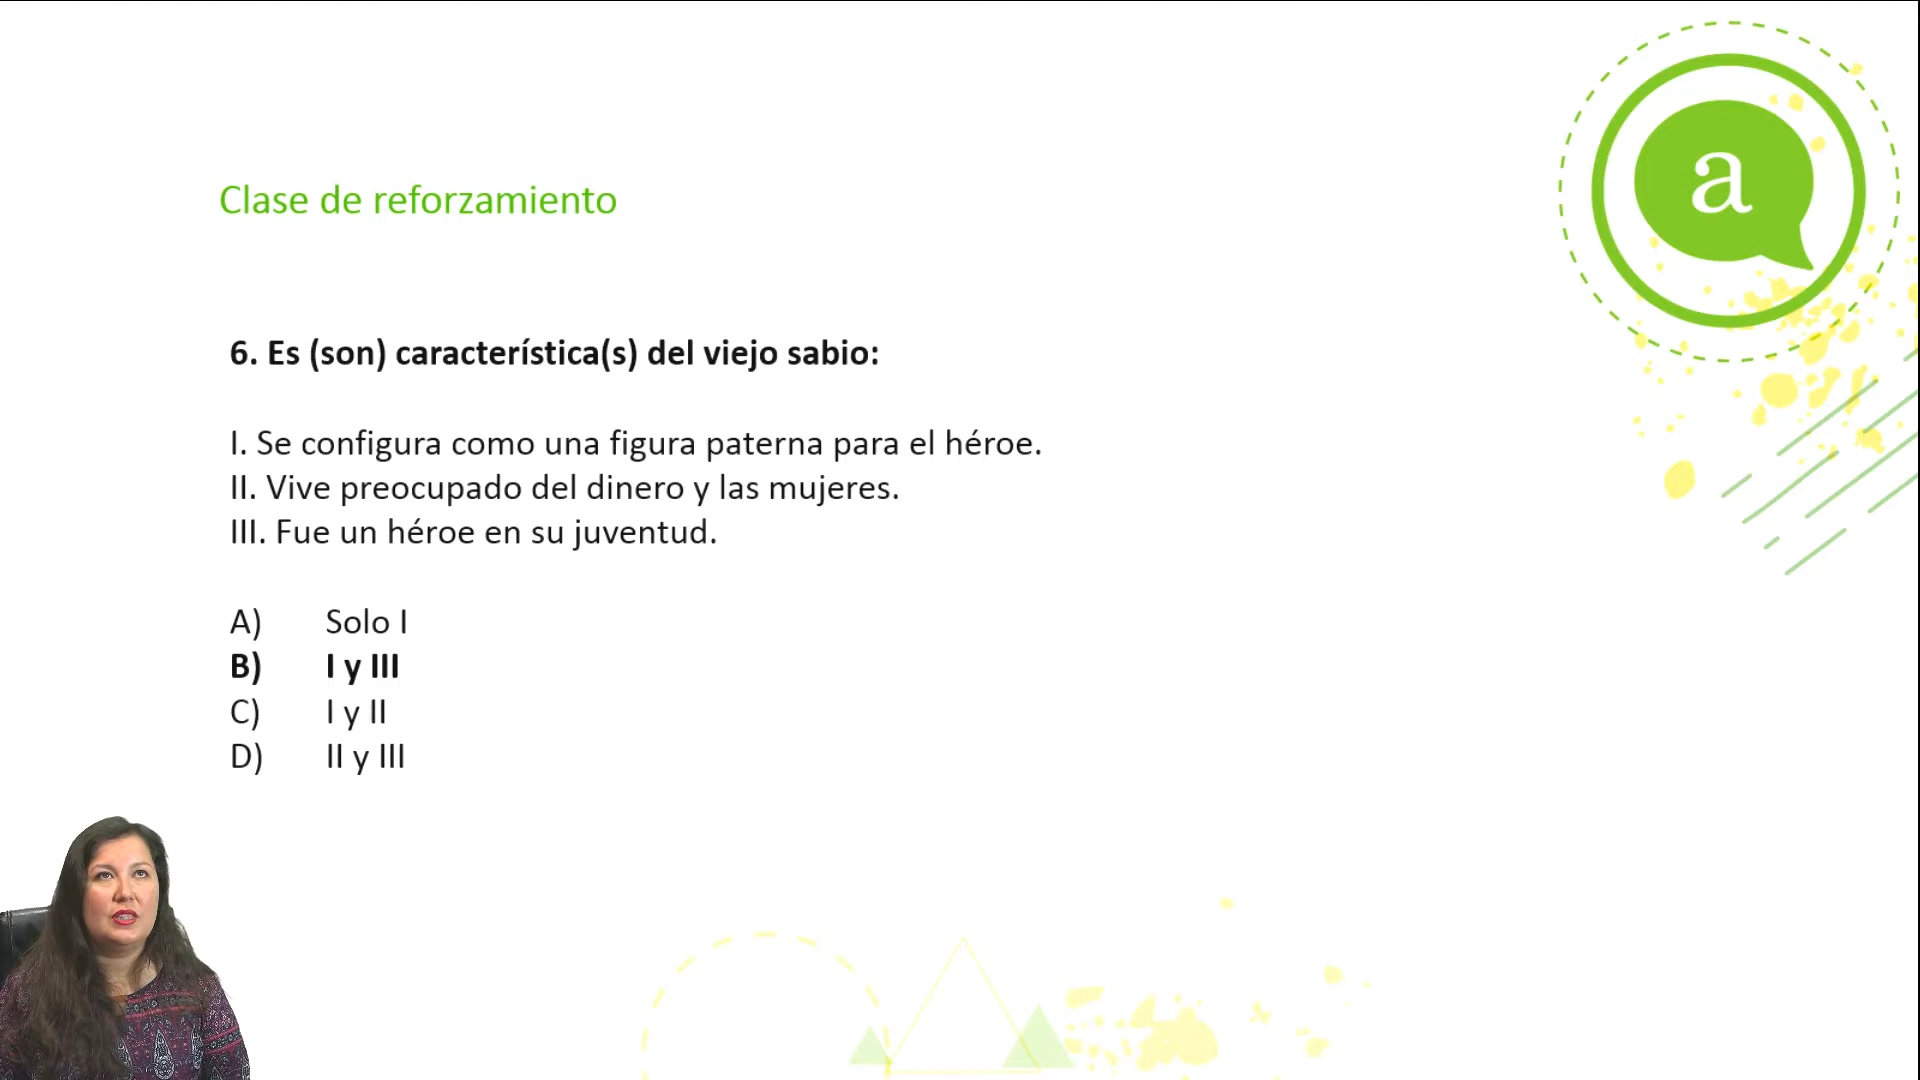 a
Clase de reforzamiento
6. Es (son) característica(s) del viejo sabio:
I. Se configura como una figura paterna para el héroe.
II. Vive preocupado del dinero y las mujeres.
III. Fue un héroe en su juventud.
A) Solo I
B) I y III
C) I y II
D) II y III